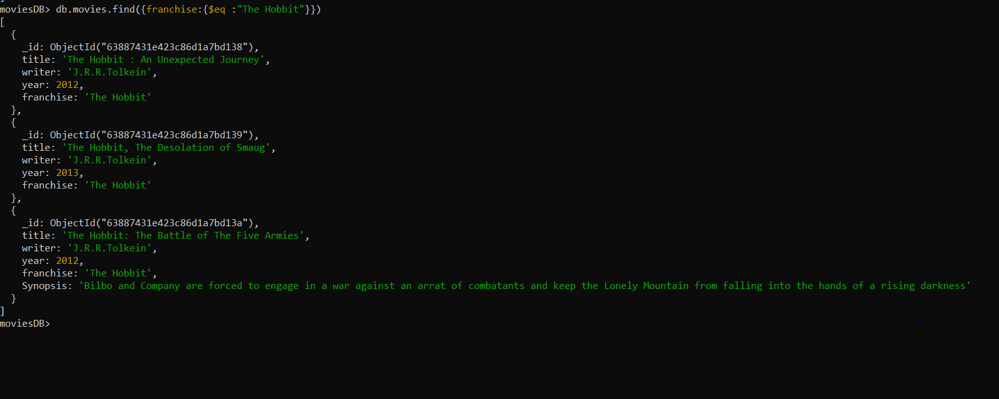 ]
moviesDB> db.movies.find({franchise:{$eq :"The Hobbit"}})
[
  {
    _id: ObjectId("63887431e423c86d1a7bd138"),
    title: 'The Hobbit : An Unexpected Journey',
    writer: 'J.R.R.Tolkein',
    year: 2012,
    franchise: 'The Hobbit'
  },
  {
    _id: ObjectId("63887431e423c86d1a7bd139"),
    title: 'The Hobbit, The Desolation of Smaug',
    writer: 'J.R.R.Tolkein',
    year: 2013,
    franchise: 'The Hobbit'
  },
  {
    _id: ObjectId("63887431e423c86d1a7bd13a"),
    title: 'The Hobbit: The Battle of The Five Armies',
    writer: 'J.R.R.Tolkein',
    year: 2012,
    franchise: 'The Hobbit',
    Synopsis: 'Bilbo and Company are forced to engage in a war against an arrat of combatants and keep the Lonely Mountain from falling into the hands of a rising darkness'
  }
]
moviesDB>